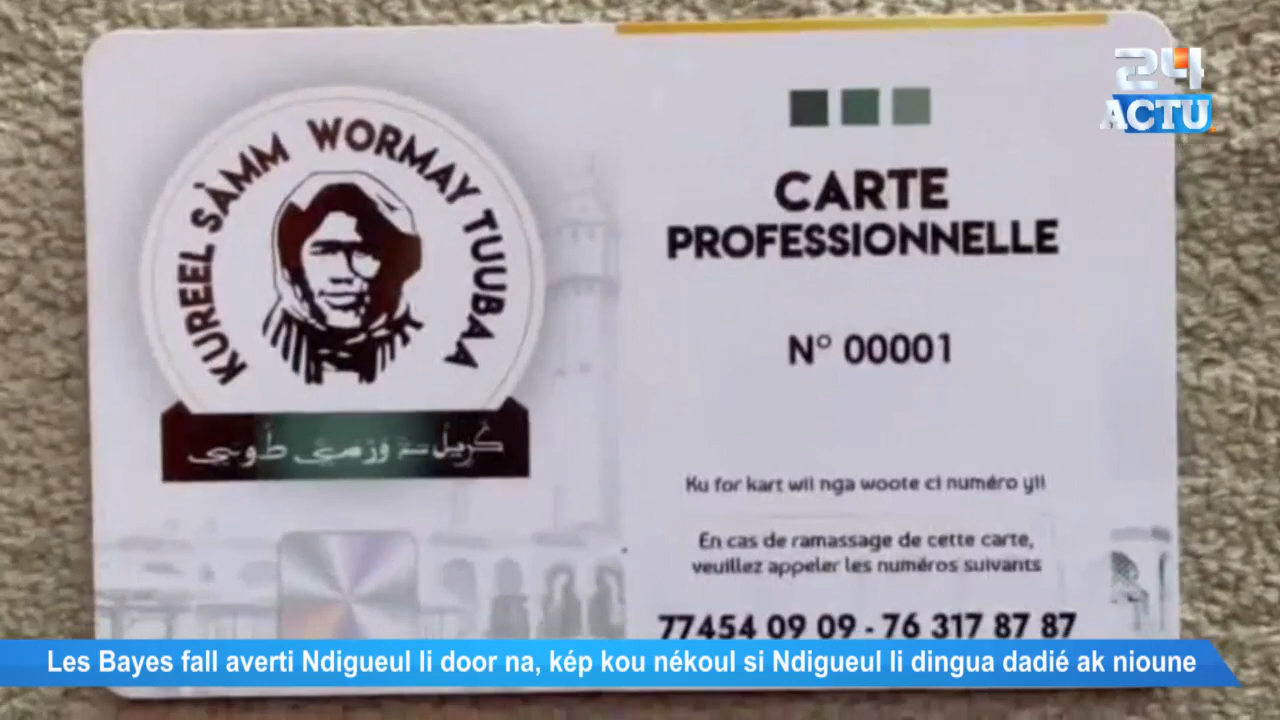 24
ACTU
KUREEL SÀMM WORMAY TUUBAA
CARTE
PROFESSIONNELLE
N° 00001
Ku for kart wii nga woote ci numéro yii
En cas de ramassage de cette carte,
veuillez appeler les numéros suivants
77454 09 09 - 76 317 87 87
Les Bayes fall averti Ndigueul li door na, kép kou nékoul si Ndigueul li dingua dadié ak nioune